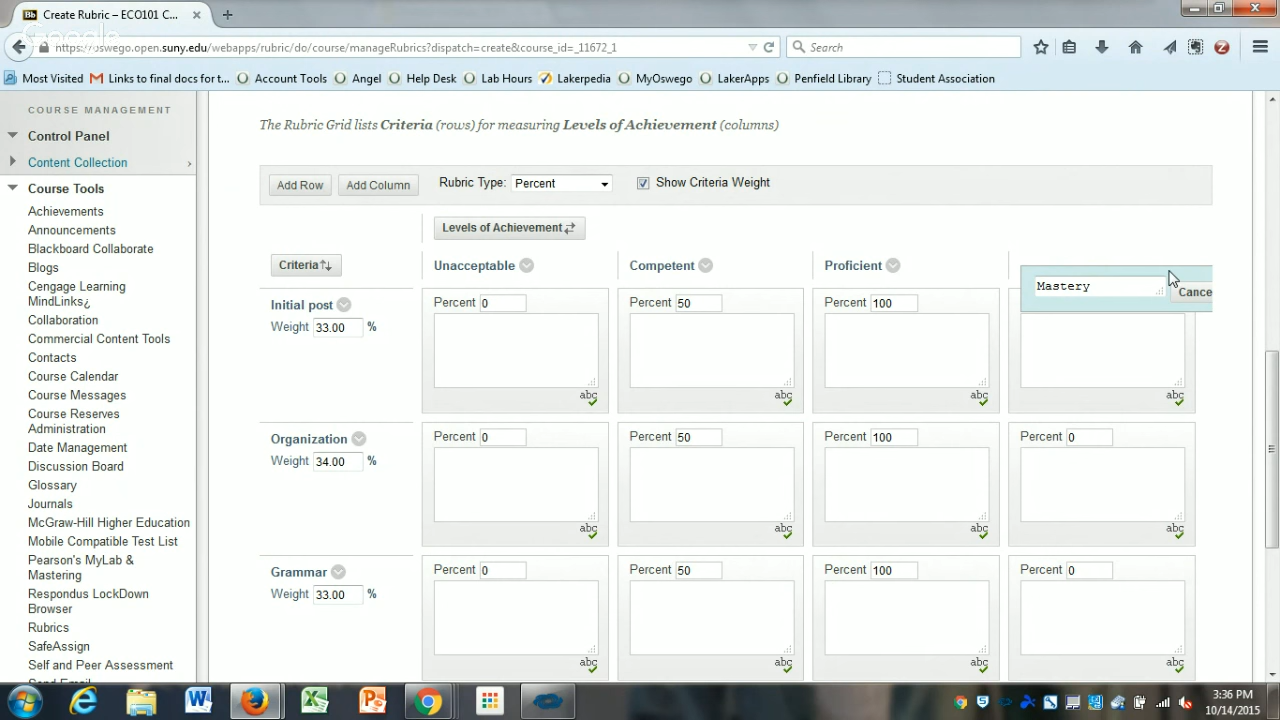 Create Rubric – ECO101 C...
Google
https://oswego.open.suny.edu/webapps/rubric/do/course/manageRubrics?dispatch=create&course_id=_11672_1
Search
Most Visited Links to final docs for t... Account Tools Angel Help Desk Lab Hours Lakerpedia MyOswego LakerApps Penfield Library Student Association
COURSE MANAGEMENT
Control Panel
Content Collection
Course Tools
Achievements
Announcements
Blackboard Collaborate
Blogs
Cengage Learning
MindLinks¿
Collaboration
Commercial Content Tools
Contacts
Course Calendar
Course Messages
Course Reserves
Administration
Date Management
Discussion Board
Glossary
Journals
McGraw-Hill Higher Education
Mobile Compatible Test List
Pearson's MyLab &
Mastering
Respondus LockDown
Browser
Rubrics
SafeAssign
Self and Peer Assessment
Send Email
The Rubric Grid lists Criteria (rows) for measuring Levels of Achievement (columns)
Add Row Add Column Rubric Type: Percent Show Criteria Weight
Levels of Achievement
Criteria Unacceptable Competent Proficient
Mastery Cance
Initial post Percent 0 Percent 50 Percent 100
Weight 33.00 %
abc abc abc abc
Organization Percent 0 Percent 50 Percent 100 Percent 0
Weight 34.00 %
abc abc abc abc
Grammar Percent 0 Percent 50 Percent 100 Percent 0
Weight 33.00 %
abc abc abc abc
3:36 PM
10/14/2015